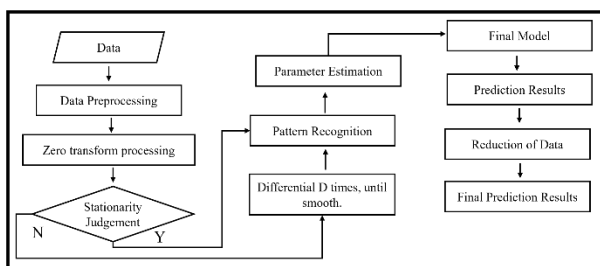 Data
Data Preprocessing
Zero transform processing
Stationarity
Judgement
N
Y
Parameter Estimation
Pattern Recognition
Differential D times, until
smooth.
Final Model
Prediction Results
Reduction of Data
Final Prediction Results